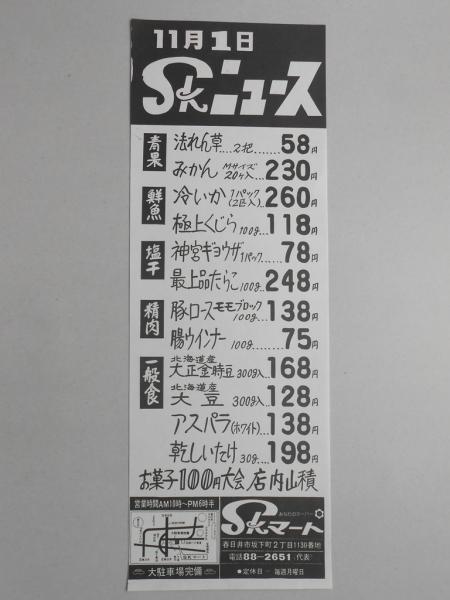 11月1日
Skニュース
青果
法れん草 2把 58円
みかん Mサイズ 20ヶ入 230円
鮮魚
冷いか 1パック(2匹入) 260円
極上くじら 100g 118円
塩干
神宮ギョウザ 1パック 78円
最上品たらこ 100g 248円
精肉
豚ロースモモブロック 100g 138円
腸ウインナー 100g 75円
一般食
北海道産 大正金時豆 300g入 168円
北海道産 大豆 300g入 128円
アスパラ(ホワイト) 138円
乾しいたけ 30g 198円
お菓子100円大会 店内山積
営業時間AM10時〜PM6時半
大駐車場完備
あなたのスーパー
Skマート
春日井市坂下町2丁目1130番地
電話88-2651(代表)
●定休日 毎週月曜日